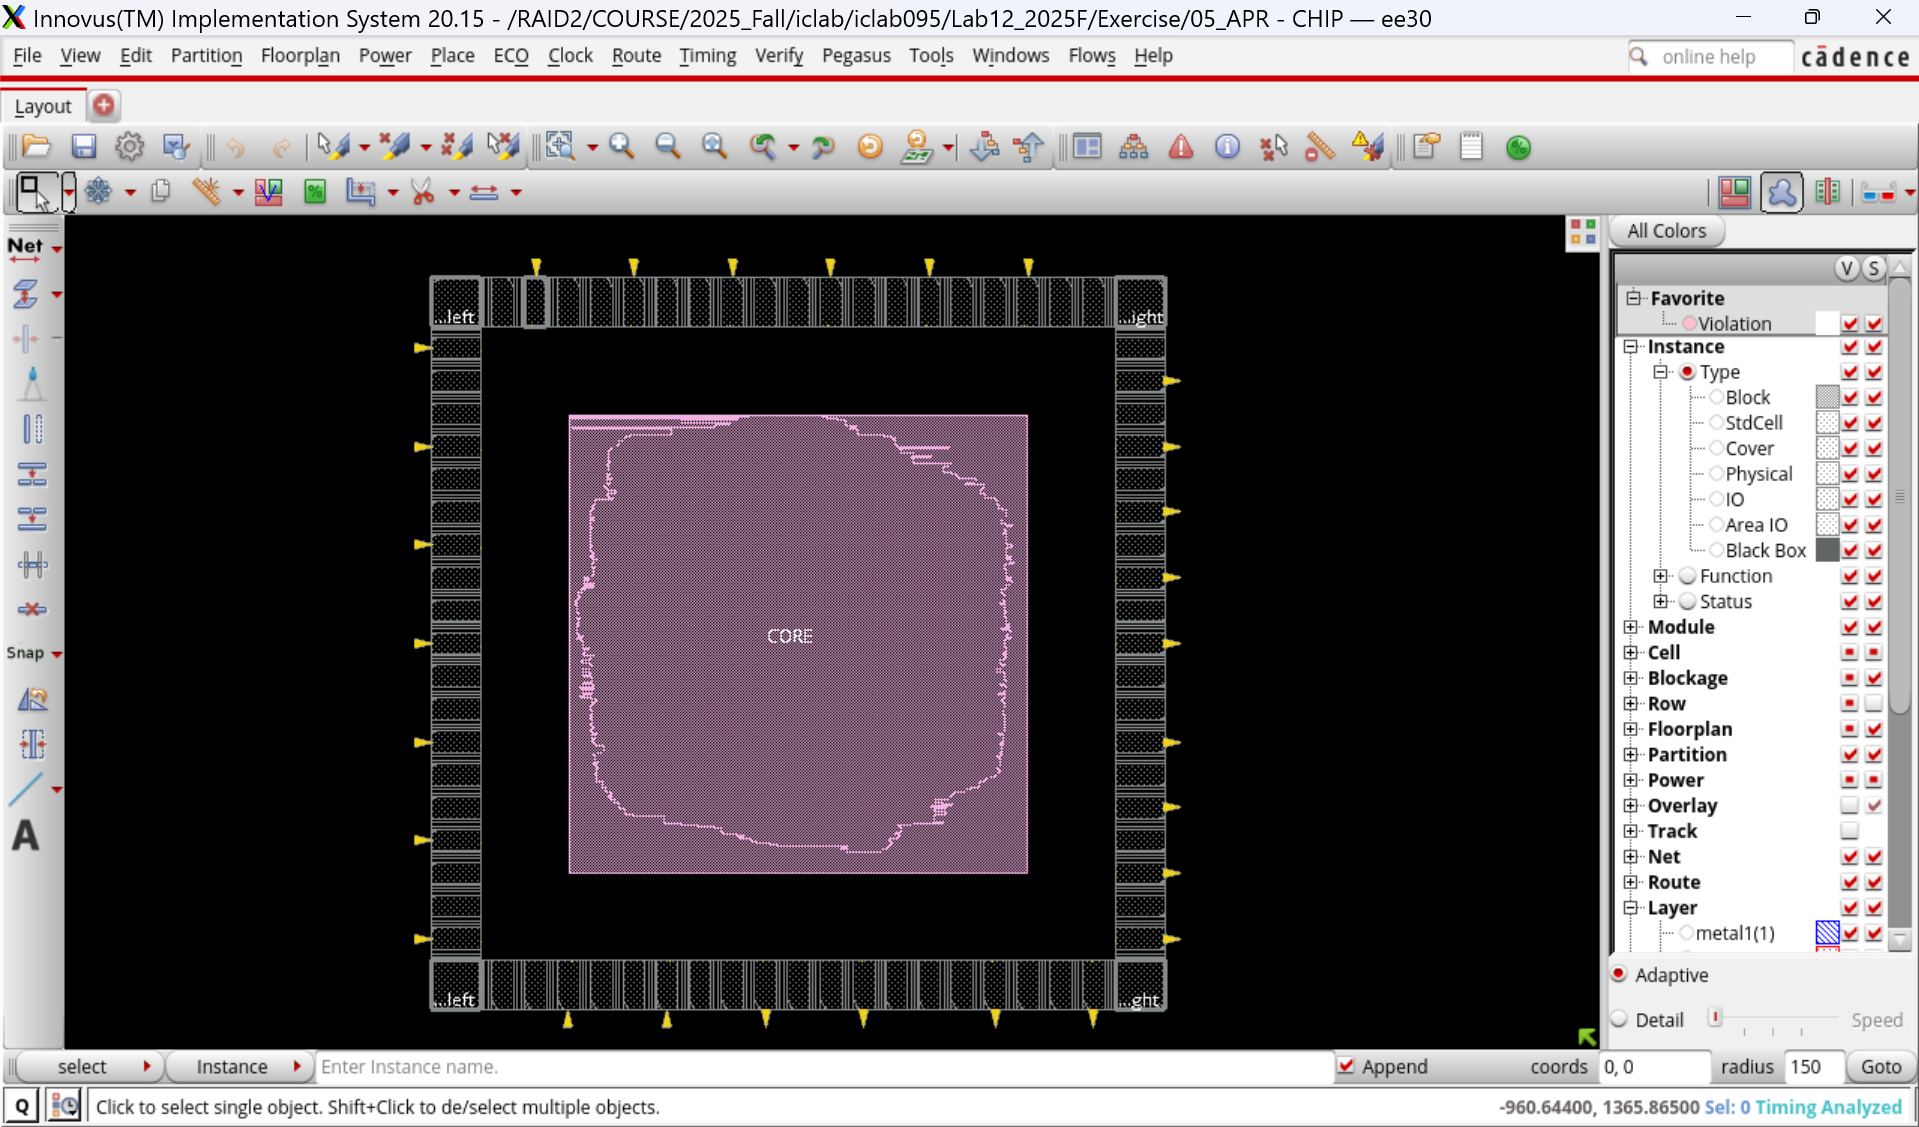 Innovus(TM) Implementation System 20.15 - /RAID2/COURSE/2025_Fall/iclab/iclab095/Lab12_2025F/Exercise/05_APR - CHIP — ee30
File View Edit Partition Floorplan Power Place ECO Clock Route Timing Verify Pegasus Tools Windows Flows Help
online help
cādence
Layout
Net
Snap
A
...left
...ight
CORE
...left
...ght
All Colors
V S
Favorite
Violation
Instance
Type
Block
StdCell
Cover
Physical
IO
Area IO
Black Box
Function
Status
Module
Cell
Blockage
Row
Floorplan
Partition
Power
Overlay
Track
Net
Route
Layer
metal1(1)
Adaptive
Detail Speed
select Instance Enter Instance name. Append coords 0, 0 radius 150 Goto
Q Click to select single object. Shift+Click to de/select multiple objects. -960.64400, 1365.86500 Sel: 0 Timing Analyzed